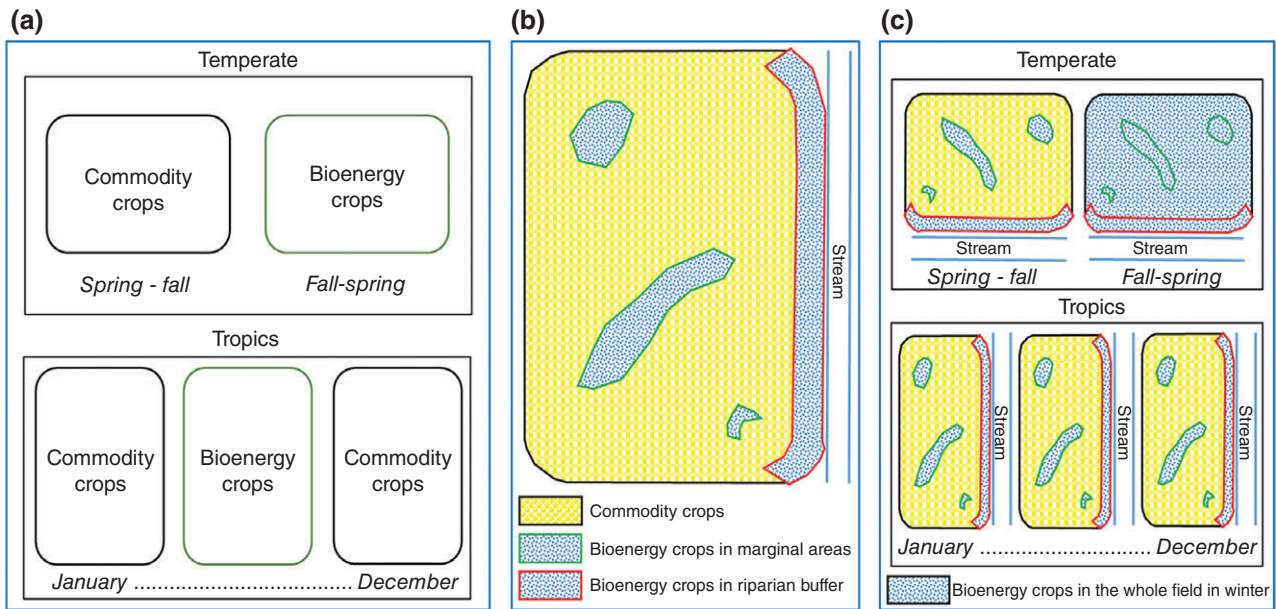 (a)
Temperate
Commodity
crops
Bioenergy
crops
Spring - fall
Fall-spring
Tropics
Commodity
crops
Bioenergy
crops
Commodity
crops
January ................................... December
(b)
Stream
Commodity crops
Bioenergy crops in marginal areas
Bioenergy crops in riparian buffer
(c)
Temperate
Stream
Stream
Spring - fall
Fall-spring
Tropics
Stream
Stream
Stream
January ........................... December
Bioenergy crops in the whole field in winter